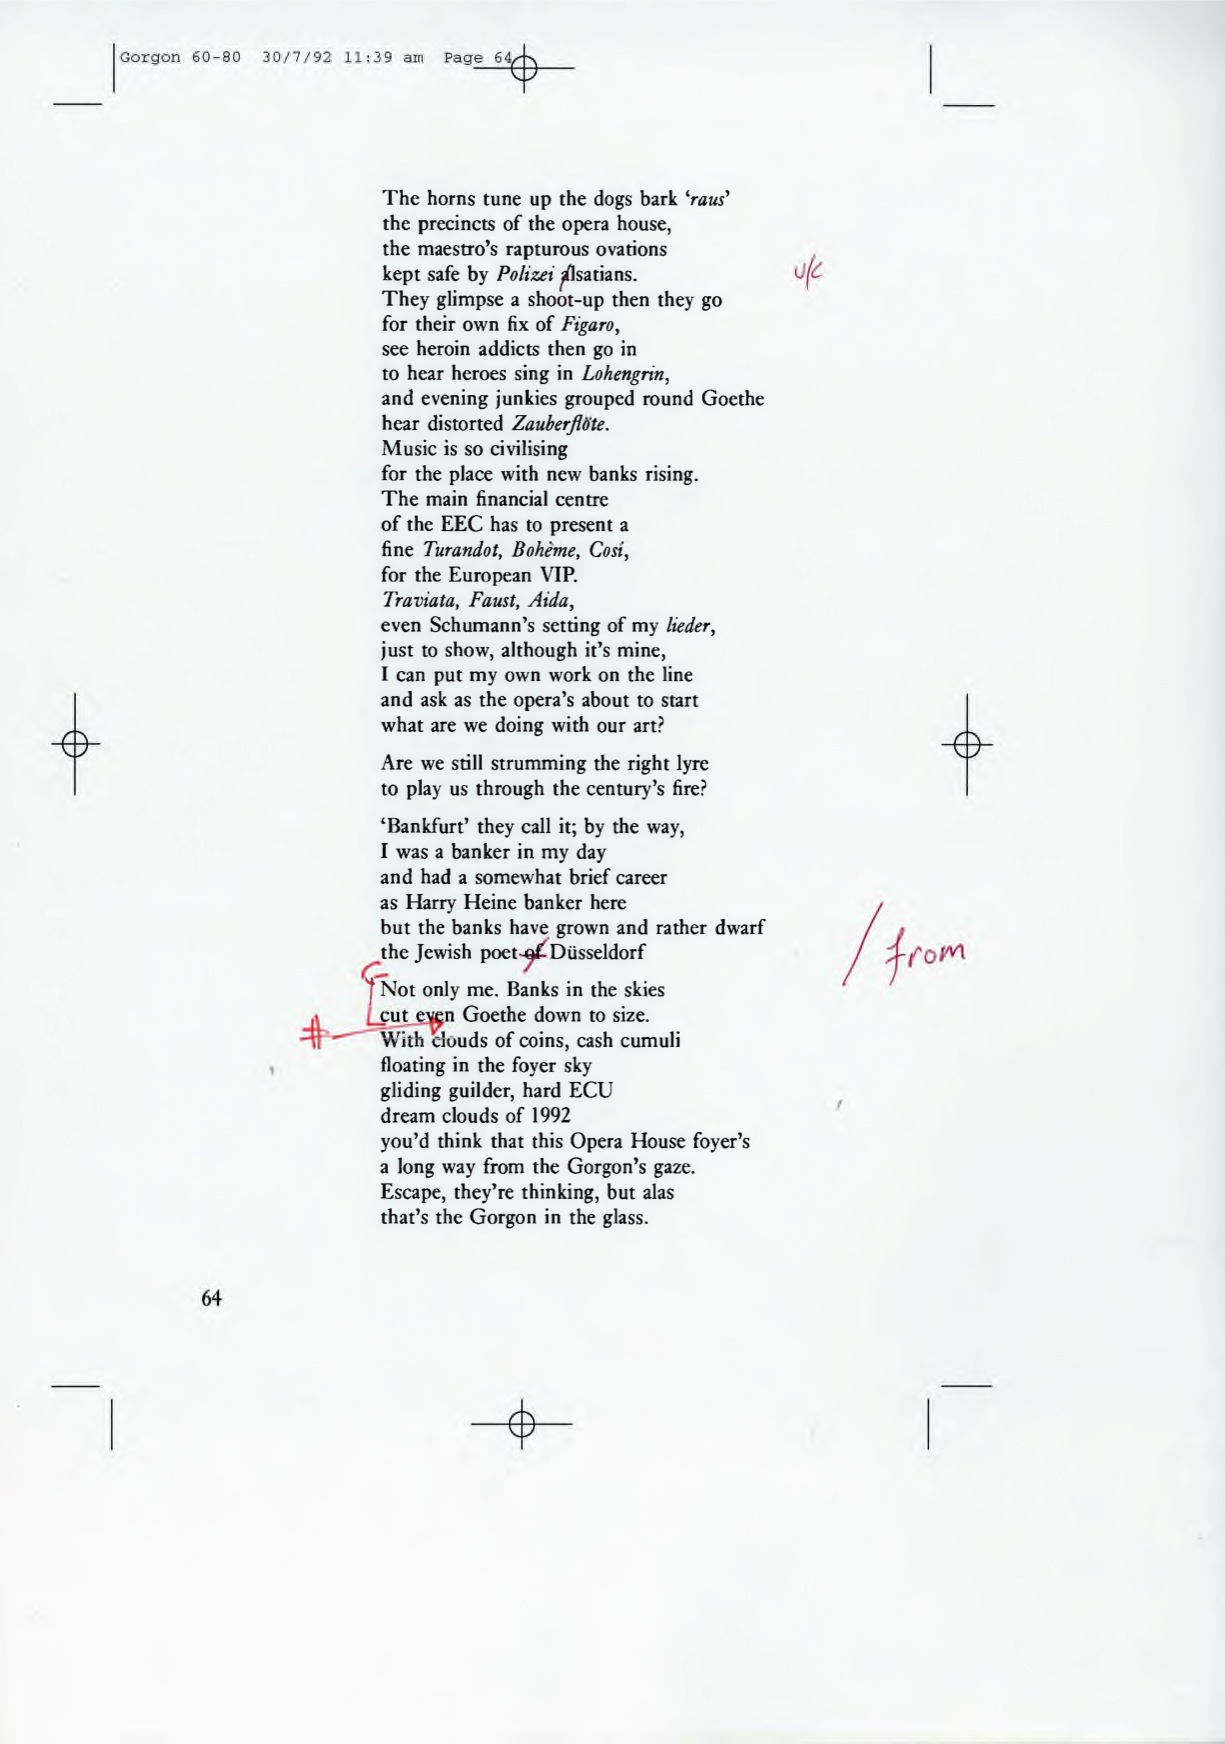 Gorgon 60-80 30/7/92 11:39 am Page 64
The horns tune up the dogs bark ‘raus’
the precincts of the opera house,
the maestro’s rapturous ovations
kept safe by Polizei alsatians.
u/c
They glimpse a shoot-up then they go
for their own fix of Figaro,
see heroin addicts then go in
to hear heroes sing in Lohengrin,
and evening junkies grouped round Goethe
hear distorted Zauberflöte.
Music is so civilising
for the place with new banks rising.
The main financial centre
of the EEC has to present a
fine Turandot, Bohème, Così,
for the European VIP.
Traviata, Faust, Aida,
even Schumann’s setting of my lieder,
just to show, although it’s mine,
I can put my own work on the line
and ask as the opera’s about to start
what are we doing with our art?
Are we still strumming the right lyre
to play us through the century’s fire?
‘Bankfurt’ they call it; by the way,
I was a banker in my day
and had a somewhat brief career
as Harry Heine banker here
but the banks have grown and rather dwarf
the Jewish poet of Düsseldorf
/ from
Not only me. Banks in the skies
cut even Goethe down to size.
#
With clouds of coins, cash cumuli
floating in the foyer sky
gliding guilder, hard ECU
dream clouds of 1992
you’d think that this Opera House foyer’s
a long way from the Gorgon’s gaze.
Escape, they’re thinking, but alas
that’s the Gorgon in the glass.
64